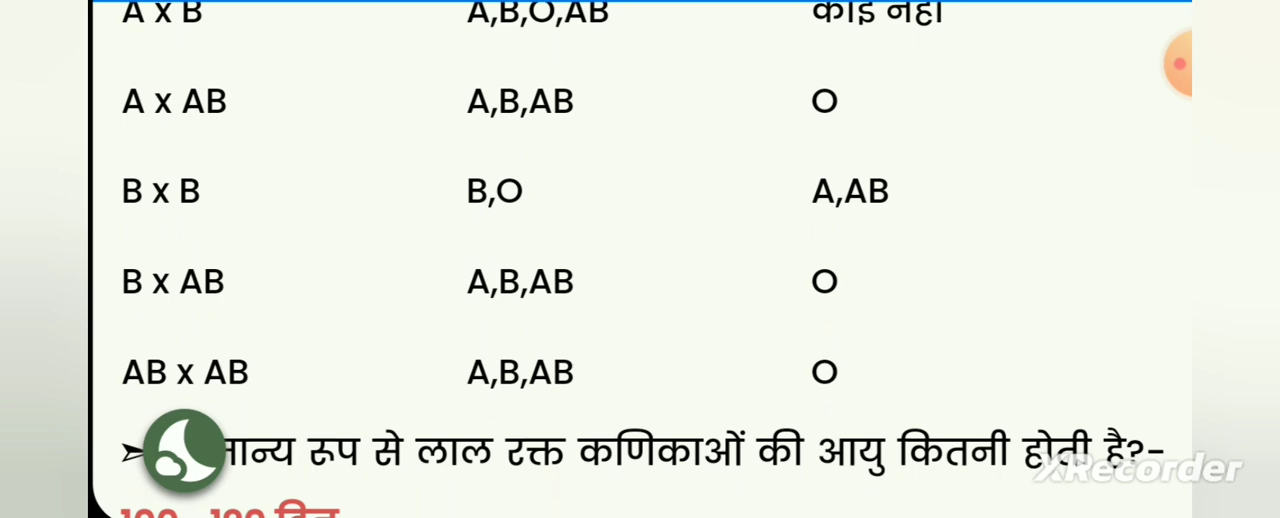 A x B A,B,O,AB कोई नहीं
A x AB A,B,AB O
B x B B,O A,AB
B x AB A,B,AB O
AB x AB A,B,AB O
➢ रूप से लाल रक्त कणिकाओं की आयु कितनी होती है?-
XRecorder